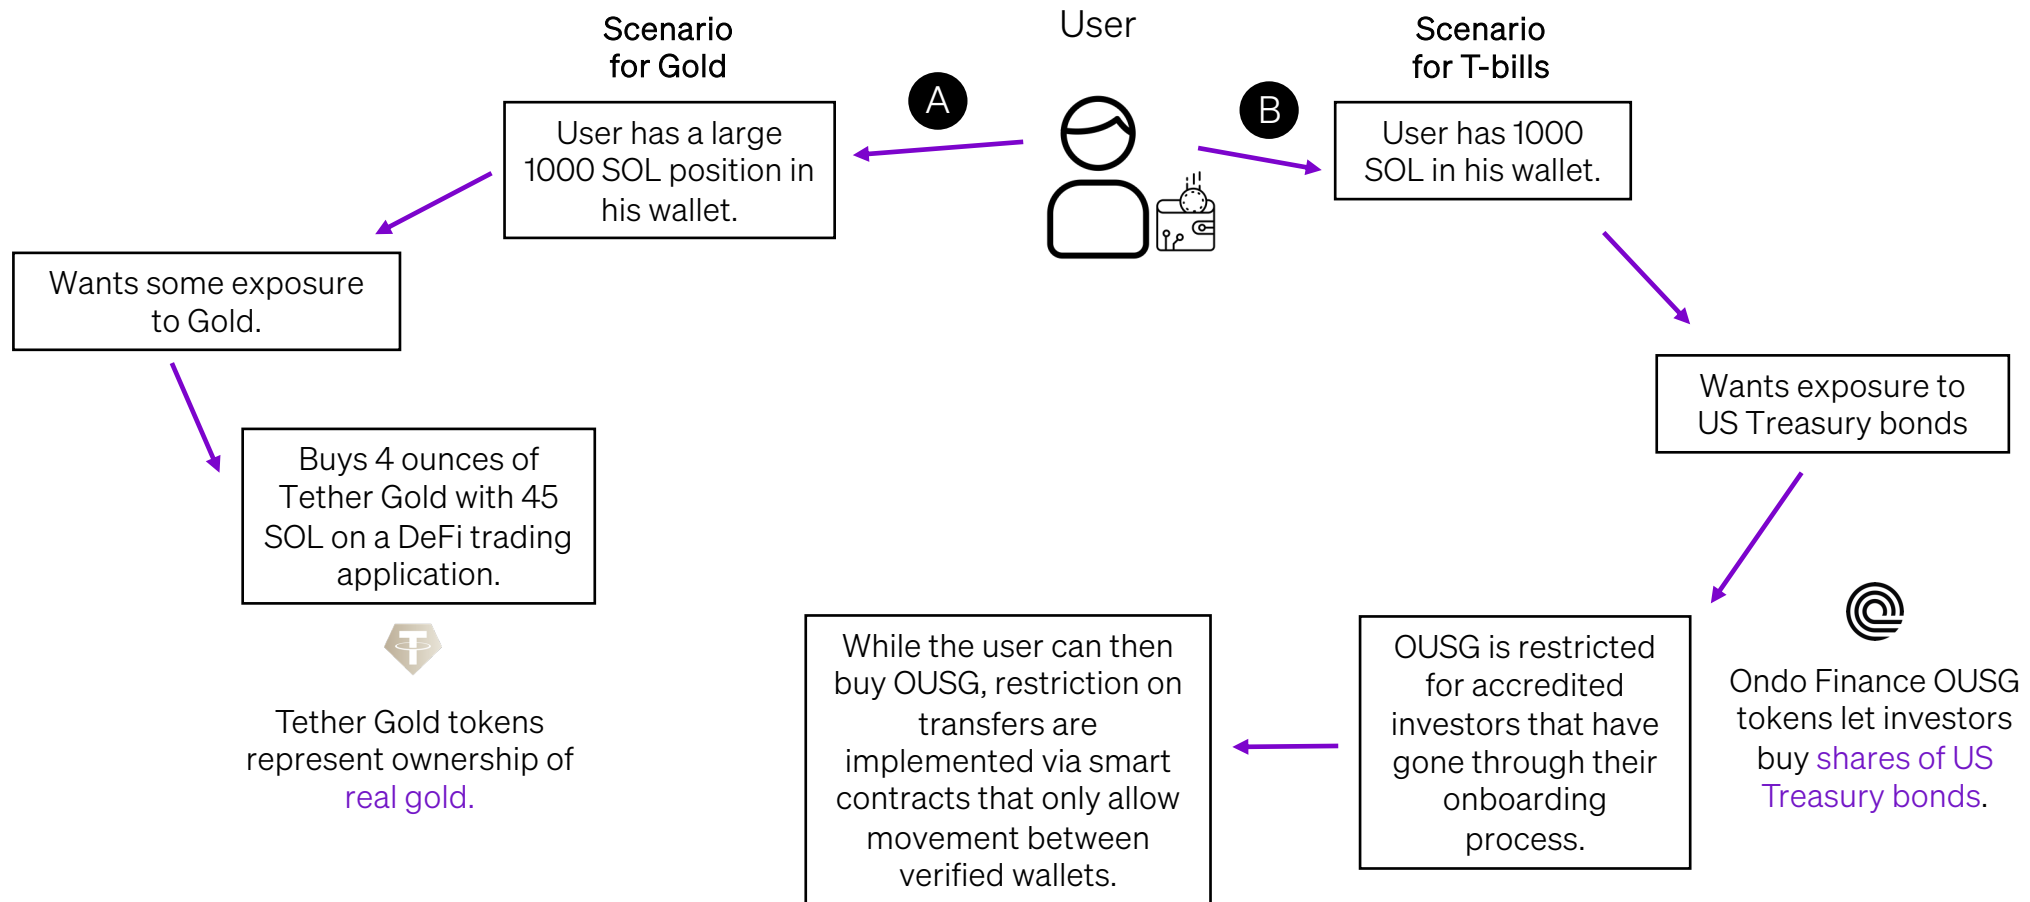 User
Scenario
for Gold
A
User has a large
1000 SOL position in
his wallet.
Wants some exposure
to Gold.
Buys 4 ounces of
Tether Gold with 45
SOL on a DeFi trading
application.
T
Tether Gold tokens
represent ownership of
real gold.
Scenario
for T-bills
B
User has 1000
SOL in his wallet.
Wants exposure to
US Treasury bonds
Ondo Finance OUSG
tokens let investors
buy shares of US
Treasury bonds.
OUSG is restricted
for accredited
investors that have
gone through their
onboarding
process.
While the user can then
buy OUSG, restriction on
transfers are
implemented via smart
contracts that only allow
movement between
verified wallets.